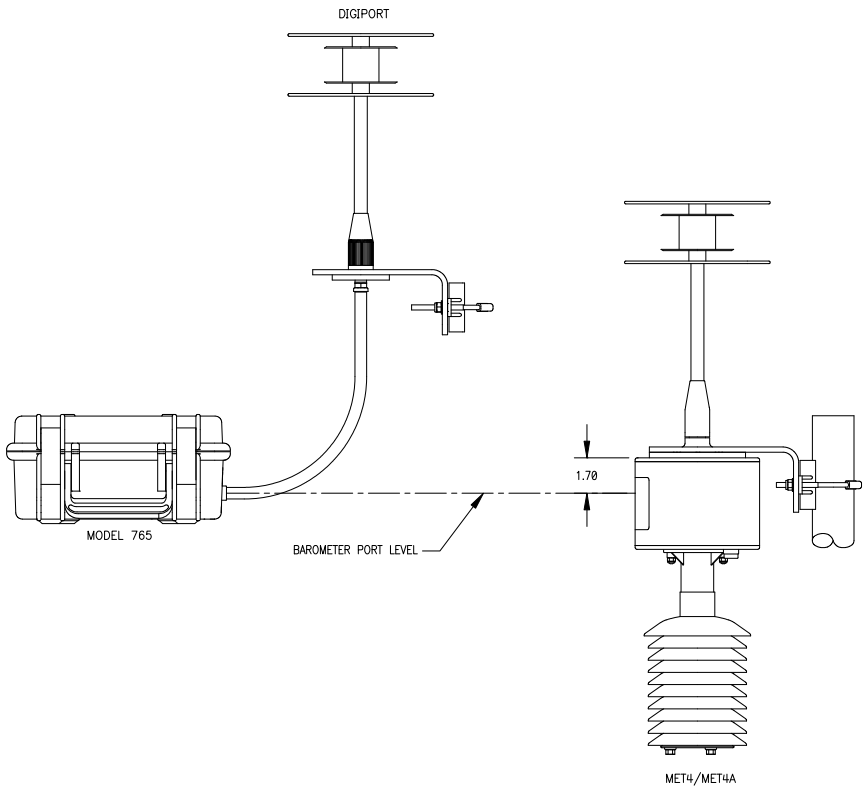 DIGIPORT
1.70
MODEL 765
BAROMETER PORT LEVEL
MET4/MET4A